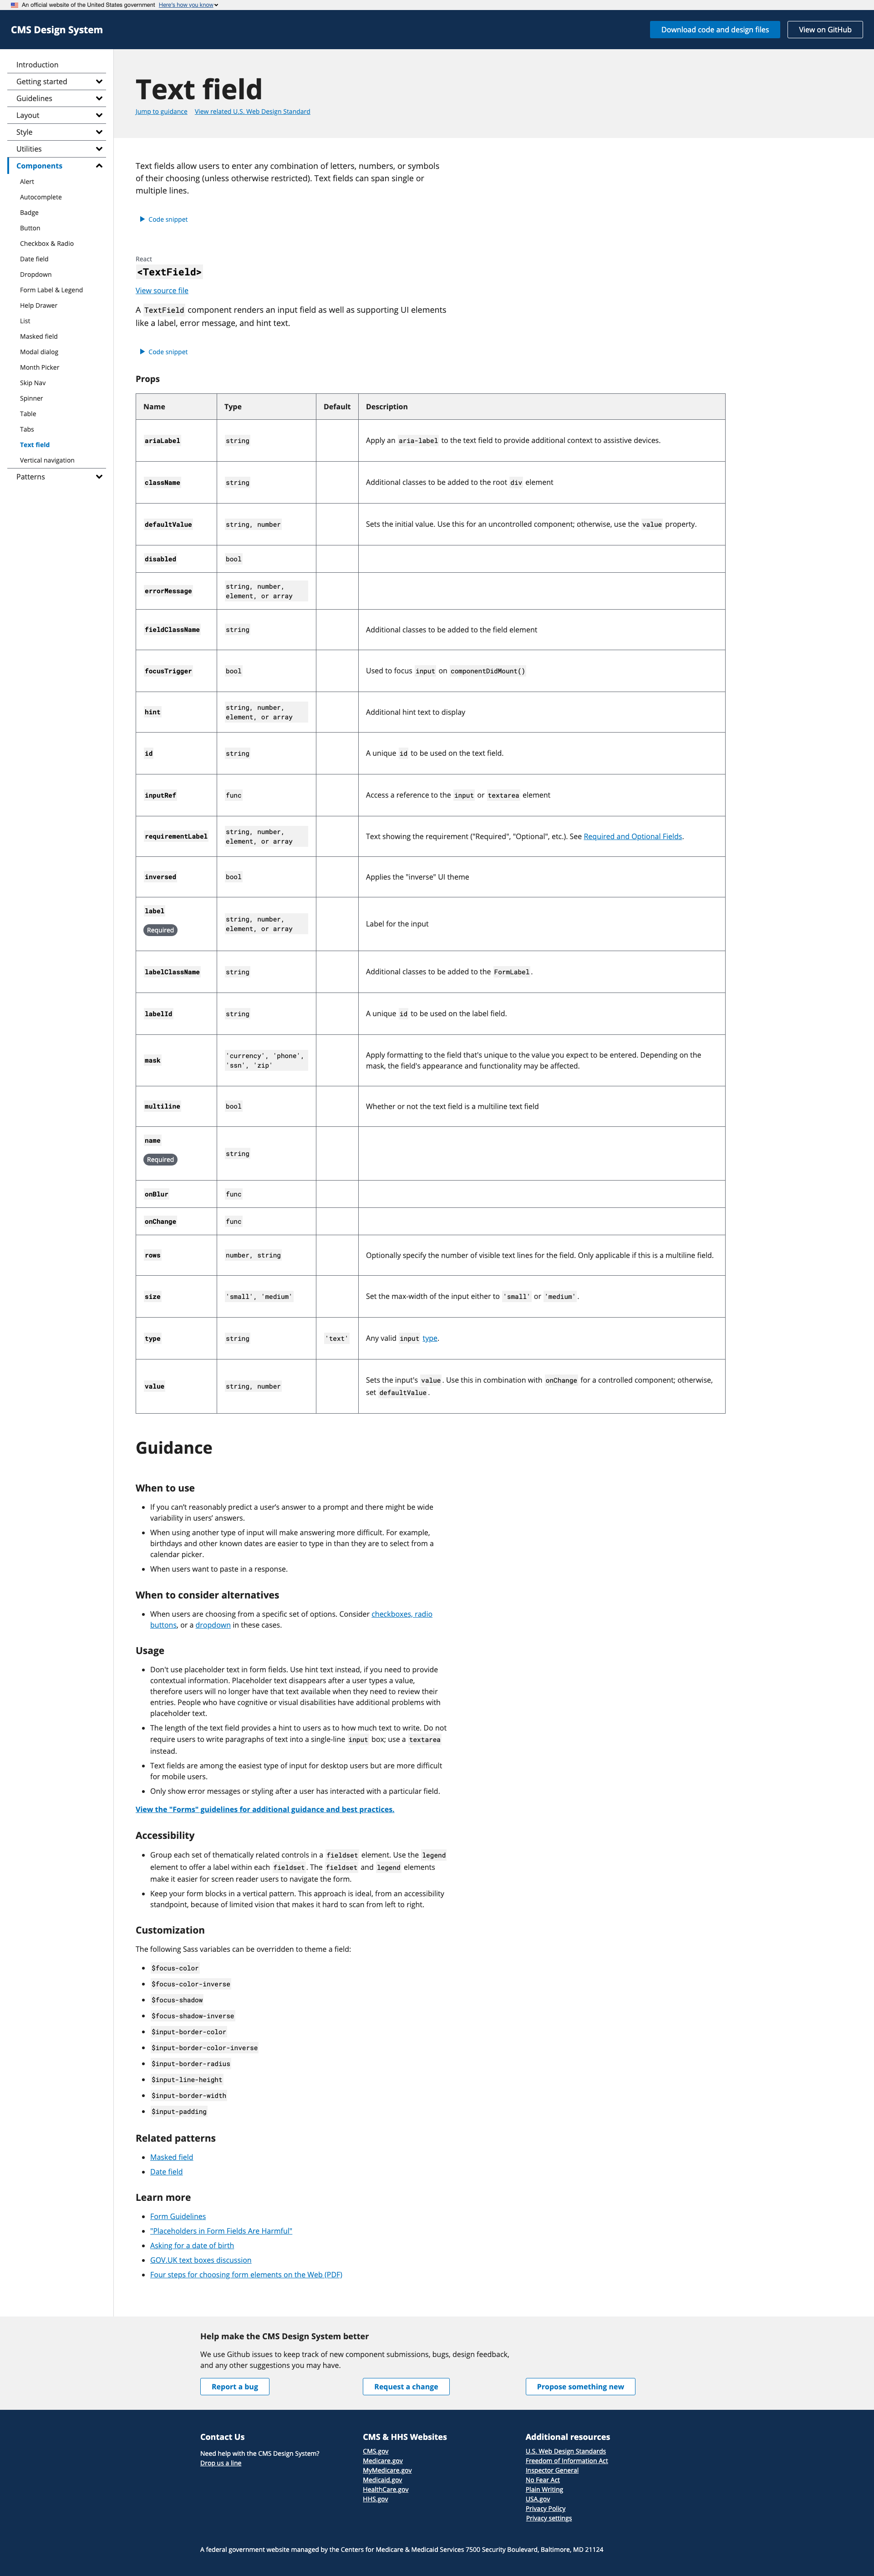 An official website of the United States government Here's how you know
CMS Design System
Download code and design files
View on GitHub
Introduction
Getting started
Guidelines
Layout
Style
Utilities
Components
Alert
Autocomplete
Badge
Button
Checkbox & Radio
Date field
Dropdown
Form Label & Legend
Help Drawer
List
Masked field
Modal dialog
Month Picker
Skip Nav
Spinner
Table
Tabs
Text field
Vertical navigation
Patterns
Text field
Jump to guidance View related U.S. Web Design Standard
Text fields allow users to enter any combination of letters, numbers, or symbols
of their choosing (unless otherwise restricted). Text fields can span single or
multiple lines.
Code snippet
React
<TextField>
View source file
A TextField component renders an input field as well as supporting UI elements
like a label, error message, and hint text.
Code snippet
Props
Name Type Default Description
ariaLabel string Apply an aria-label to the text field to provide additional context to assistive devices.
className string Additional classes to be added to the root div element
defaultValue string, number Sets the initial value. Use this for an uncontrolled component; otherwise, use the value property.
disabled bool
errorMessage string, number,
element, or array
fieldClassName string Additional classes to be added to the field element
focusTrigger bool Used to focus input on componentDidMount()
hint string, number,
element, or array Additional hint text to display
id string A unique id to be used on the text field.
inputRef func Access a reference to the input or textarea element
requirementLabel string, number,
element, or array Text showing the requirement ("Required", "Optional", etc.). See Required and Optional Fields.
inversed bool Applies the "inverse" UI theme
label
Required
string, number,
element, or array
Label for the input
labelClassName string Additional classes to be added to the FormLabel.
labelId string A unique id to be used on the label field.
mask 'currency', 'phone',
'ssn', 'zip'
Apply formatting to the field that's unique to the value you expect to be entered. Depending on the
mask, the field's appearance and functionality may be affected.
multiline bool Whether or not the text field is a multiline text field
name
Required
string
onBlur func
onChange func
rows number, string Optionally specify the number of visible text lines for the field. Only applicable if this is a multiline field.
size 'small', 'medium' Set the max-width of the input either to 'small' or 'medium'.
type string 'text' Any valid input type.
value string, number Sets the input's value. Use this in combination with onChange for a controlled component; otherwise,
set defaultValue.
Guidance
When to use
• If you can't reasonably predict a user's answer to a prompt and there might be wide
variability in users' answers.
• When using another type of input will make answering more difficult. For example,
birthdays and other known dates are easier to type in than they are to select from a
calendar picker.
• When users want to paste in a response.
When to consider alternatives
• When users are choosing from a specific set of options. Consider checkboxes, radio
buttons, or a dropdown in these cases.
Usage
• Don't use placeholder text in form fields. Use hint text instead, if you need to provide
contextual information. Placeholder text disappears after a user types a value,
therefore users will no longer have that text available when they need to review their
entries. People who have cognitive or visual disabilities have additional problems with
placeholder text.
• The length of the text field provides a hint to users as to how much text to write. Do not
require users to write paragraphs of text into a single-line input box; use a textarea
instead.
• Text fields are among the easiest type of input for desktop users but are more difficult
for mobile users.
• Only show error messages or styling after a user has interacted with a particular field.
View the "Forms" guidelines for additional guidance and best practices.
Accessibility
• Group each set of thematically related controls in a fieldset element. Use the legend
element to offer a label within each fieldset. The fieldset and legend elements
make it easier for screen reader users to navigate the form.
• Keep your form blocks in a vertical pattern. This approach is ideal, from an accessibility
standpoint, because of limited vision that makes it hard to scan from left to right.
Customization
The following Sass variables can be overridden to theme a field:
• $focus-color
• $focus-color-inverse
• $focus-shadow
• $focus-shadow-inverse
• $input-border-color
• $input-border-color-inverse
• $input-border-radius
• $input-line-height
• $input-border-width
• $input-padding
Related patterns
• Masked field
• Date field
Learn more
• Form Guidelines
• "Placeholders in Form Fields Are Harmful"
• Asking for a date of birth
• GOV.UK text boxes discussion
• Four steps for choosing form elements on the Web (PDF)
Help make the CMS Design System better
We use Github issues to keep track of new component submissions, bugs, design feedback,
and any other suggestions you may have.
Report a bug
Request a change
Propose something new
Contact Us
Need help with the CMS Design System?
Drop us a line
CMS & HHS Websites
CMS.gov
Medicare.gov
MyMedicare.gov
Medicaid.gov
HealthCare.gov
HHS.gov
Additional resources
U.S. Web Design Standards
Freedom of Information Act
Inspector General
No Fear Act
Plain Writing
USA.gov
Privacy Policy
Privacy settings
A federal government website managed by the Centers for Medicare & Medicaid Services 7500 Security Boulevard, Baltimore, MD 21124